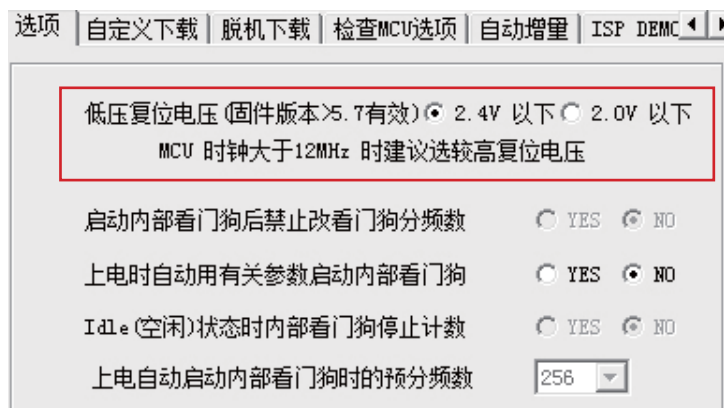 选项 自定义下载 脱机下载 检查MCU选项 自动增量 ISP DEMO
低压复位电压(固件版本>5.7有效) 2.4V 以下 2.0V 以下
MCU 时钟大于12MHz 时建议选较高复位电压
启动内部看门狗后禁止改看门狗分频数 YES NO
上电时自动用有关参数启动内部看门狗 YES NO
Idle(空闲)状态时内部看门狗停止计数 YES NO
上电自动启动内部看门狗时的预分频数 256